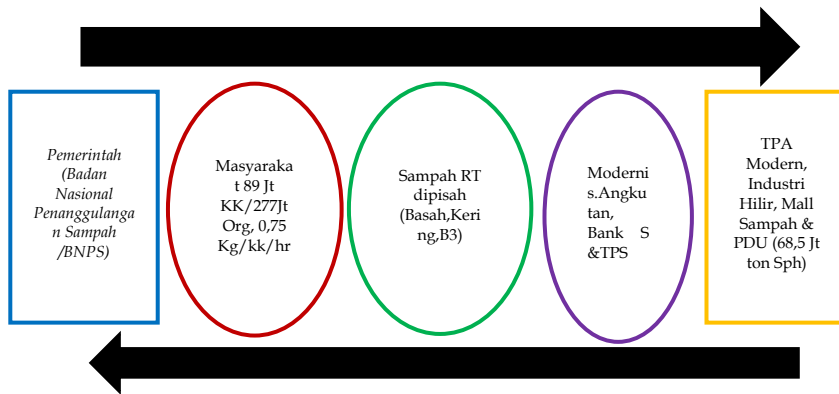 Pemerintah
(Badan
Nasional
Penanggulanga
n Sampah
/BNPS)
Masyaraka
t 89 Jt
KK/277Jt
Org, 0,75
Kg/kk/hr
Sampah RT
dipisah
(Basah,Keri
ng,B3)
Moderni
s.Angku
tan,
Bank S
&TPS
TPA
Modern,
Industri
Hilir, Mall
Sampah &
PDU (68,5 Jt
ton Sph)